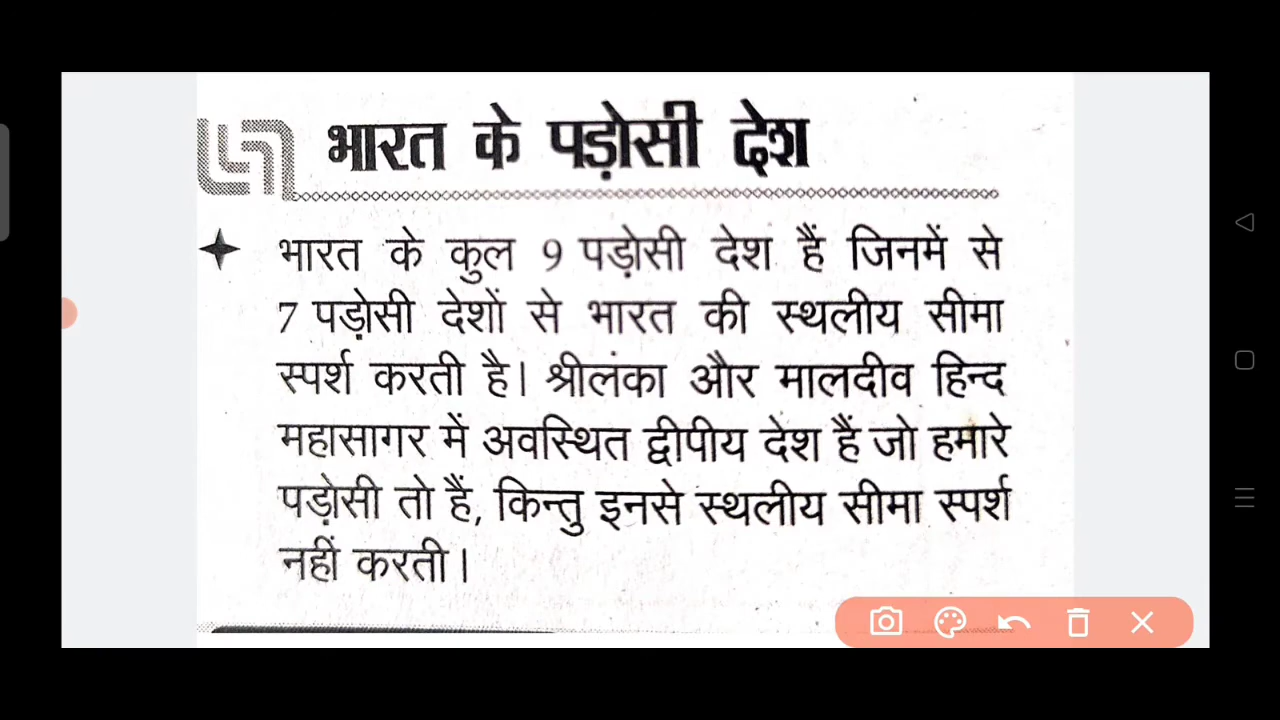 भारत के पड़ोसी देश
भारत के कुल 9 पड़ोसी देश हैं जिनमें से
7 पड़ोसी देशों से भारत की स्थलीय सीमा
स्पर्श करती है। श्रीलंका और मालदीव हिन्द
महासागर में अवस्थित द्वीपीय देश हैं जो हमारे
पड़ोसी तो हैं, किन्तु इनसे स्थलीय सीमा स्पर्श
नहीं करती।